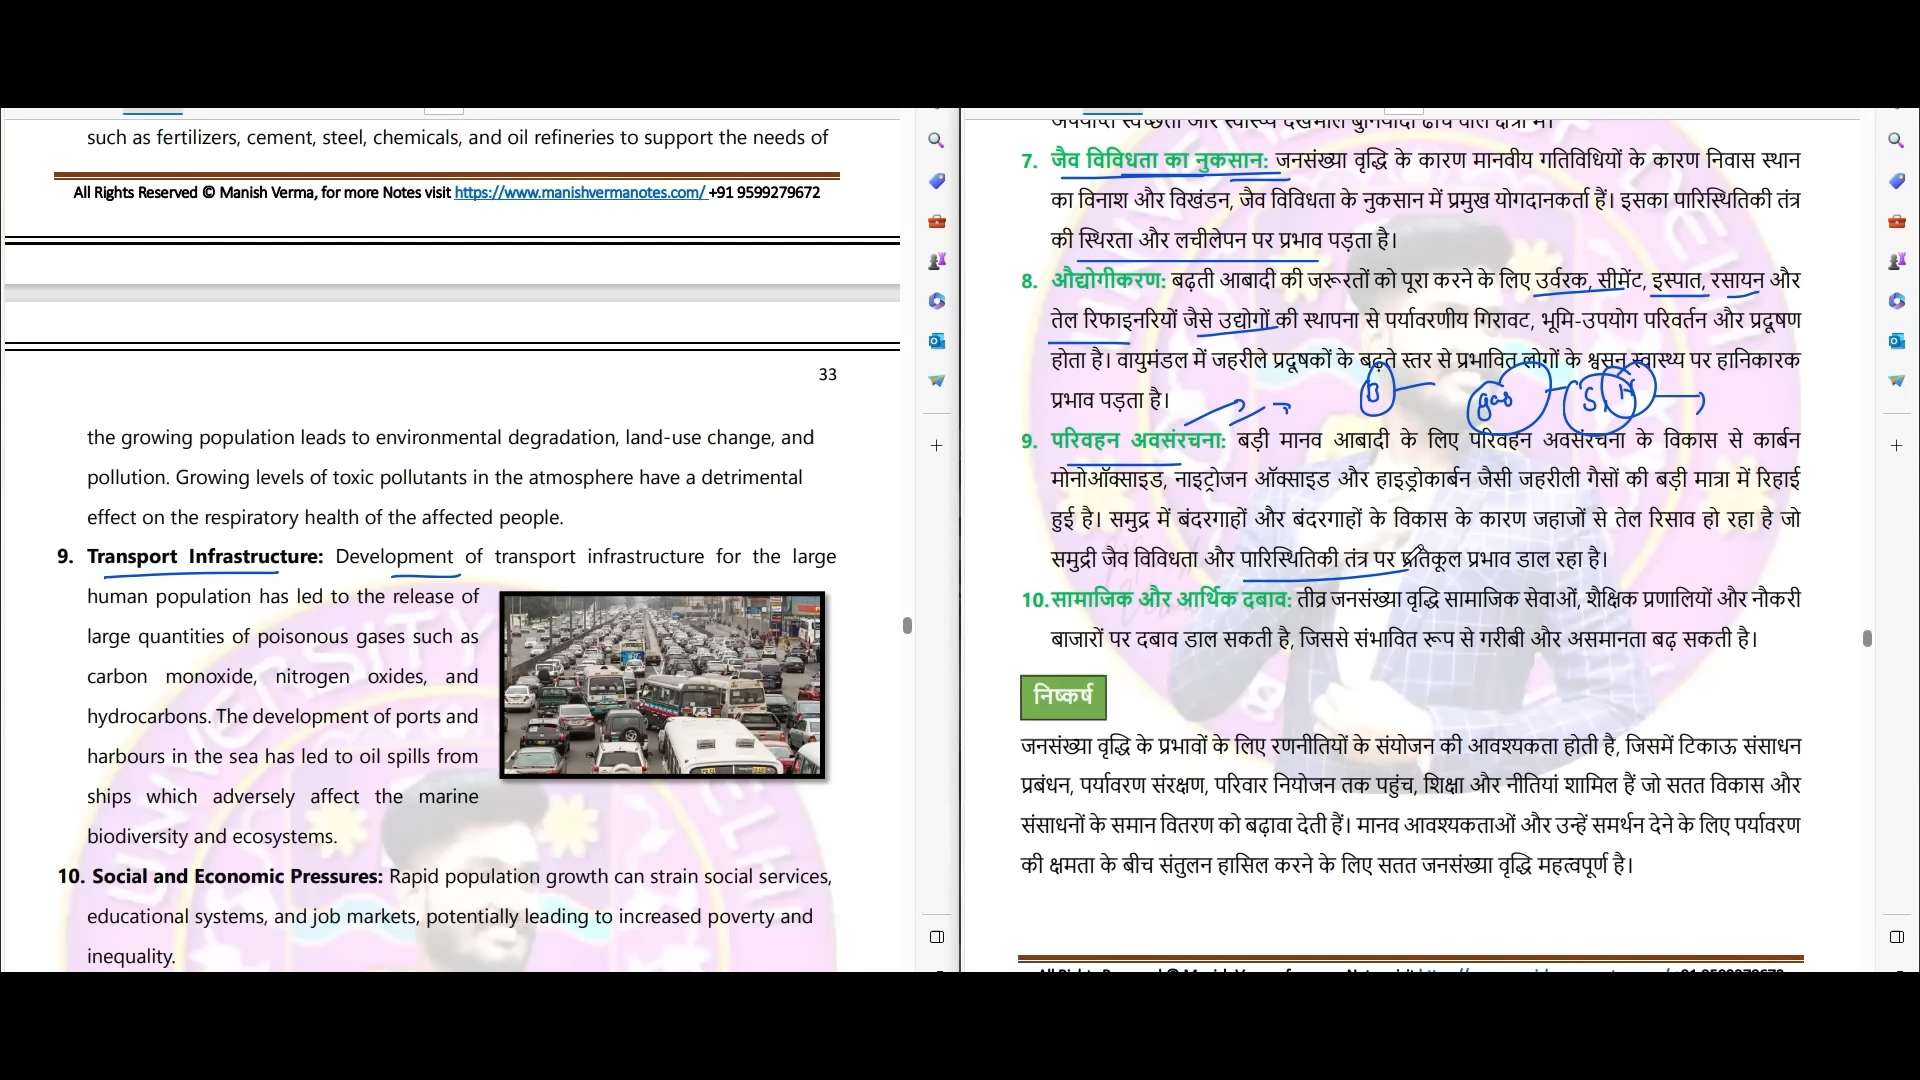 such as fertilizers, cement, steel, chemicals, and oil refineries to support the needs of
All Rights Reserved © Manish Verma, for more Notes visit https://www.manishvermanotes.com/ +91 9599279672
33
the growing population leads to environmental degradation, land-use change, and
pollution. Growing levels of toxic pollutants in the atmosphere have a detrimental
effect on the respiratory health of the affected people.
9. Transport Infrastructure: Development of transport infrastructure for the large
human population has led to the release of
large quantities of poisonous gases such as
carbon monoxide, nitrogen oxides, and
hydrocarbons. The development of ports and
harbours in the sea has led to oil spills from
ships which adversely affect the marine
biodiversity and ecosystems.
10. Social and Economic Pressures: Rapid population growth can strain social services,
educational systems, and job markets, potentially leading to increased poverty and
inequality.
7. जैव विविधता का नुकसान: जनसंख्या वृद्धि के कारण मानवीय गतिविधियों के कारण निवास स्थान
का विनाश और विखंडन, जैव विविधता के नुकसान में प्रमुख योगदानकर्ता हैं। इसका पारिस्थितिकी तंत्र
की स्थिरता और लचीलेपन पर प्रभाव पड़ता है।
8. औद्योगीकरण: बढ़ती आबादी की जरूरतों को पूरा करने के लिए उर्वरक, सीमेंट, इस्पात, रसायन और
तेल रिफाइनरियों जैसे उद्योगों की स्थापना से पर्यावरणीय गिरावट, भूमि-उपयोग परिवर्तन और प्रदूषण
होता है। वायुमंडल में जहरीले प्रदूषकों के बढ़ते स्तर से प्रभावित लोगों के श्वसन स्वास्थ्य पर हानिकारक
प्रभाव पड़ता है।
B gas S, H
9. परिवहन अवसंरचना: बड़ी मानव आबादी के लिए परिवहन अवसंरचना के विकास से कार्बन
मोनोऑक्साइड, नाइट्रोजन ऑक्साइड और हाइड्रोकार्बन जैसी जहरीली गैसों की बड़ी मात्रा में रिहाई
हुई है। समुद्र में बंदरगाहों और बंदरगाहों के विकास के कारण जहाजों से तेल रिसाव हो रहा है जो
समुद्री जैव विविधता और पारिस्थितिकी तंत्र पर प्रतिकूल प्रभाव डाल रहा है।
10. सामाजिक और आर्थिक दबाव: तीव्र जनसंख्या वृद्धि सामाजिक सेवाओं, शैक्षिक प्रणालियों और नौकरी
बाजारों पर दबाव डाल सकती है, जिससे संभावित रूप से गरीबी और असमानता बढ़ सकती है।
निष्कर्ष
जनसंख्या वृद्धि के प्रभावों के लिए रणनीतियों के संयोजन की आवश्यकता होती है, जिसमें टिकाऊ संसाधन
प्रबंधन, पर्यावरण संरक्षण, परिवार नियोजन तक पहुंच, शिक्षा और नीतियां शामिल हैं जो सतत विकास और
संसाधनों के समान वितरण को बढ़ावा देती हैं। मानव आवश्यकताओं और उन्हें समर्थन देने के लिए पर्यावरण
की क्षमता के बीच संतुलन हासिल करने के लिए सतत जनसंख्या वृद्धि महत्वपूर्ण है।